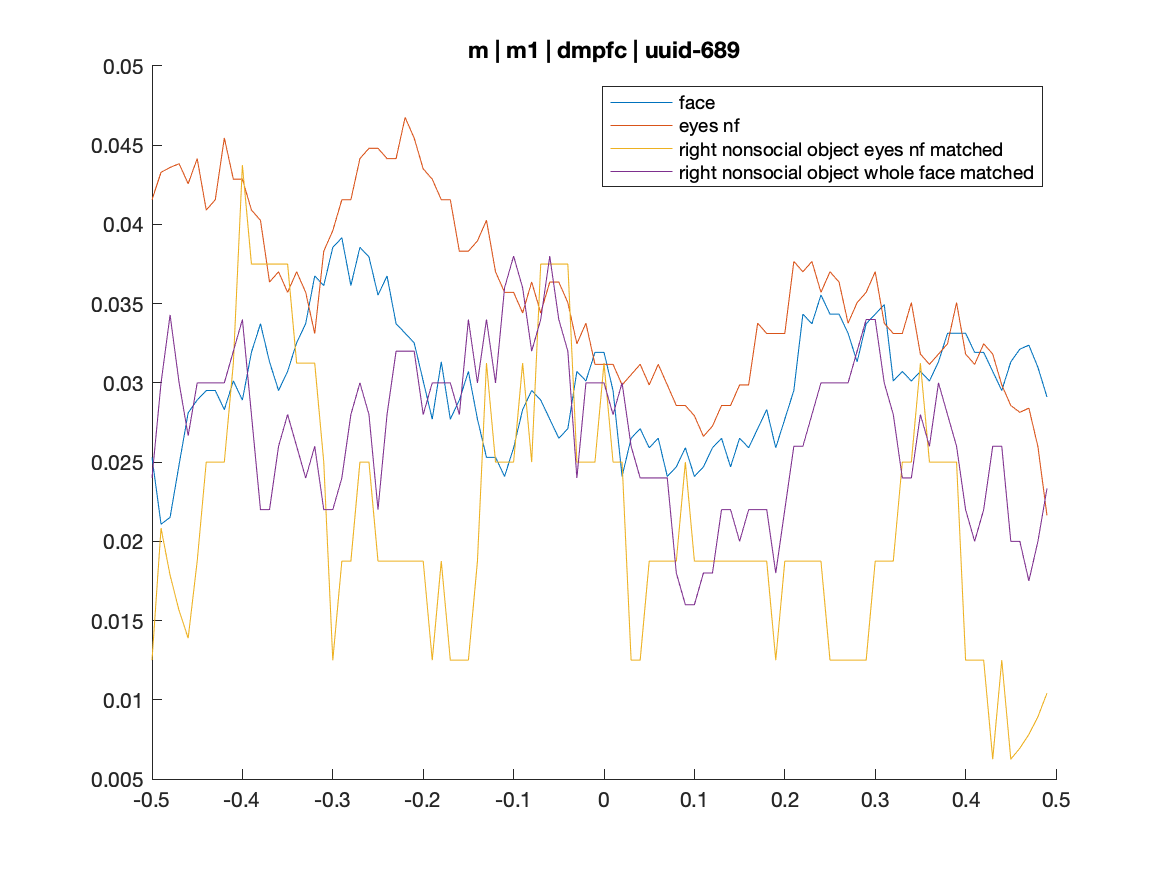 m | m1 | dmpfc | uuid-689
0.05
0.045
0.04
0.035
0.03
0.025
0.02
0.015
0.01
0.005
face
eyes nf
right nonsocial object eyes nf matched
right nonsocial object whole face matched
-0.5 -0.4 -0.3 -0.2 -0.1 0 0.1 0.2 0.3 0.4 0.5